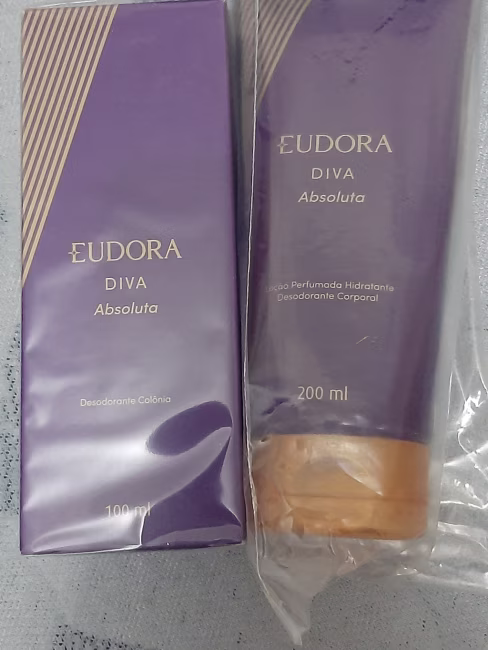 EUDORA
DIVA
Absoluta
Desodorante Colônia
100 ml
EUDORA
DIVA
Absoluta
Perfumada Hidratante
Desodorante Corporal
200 ml